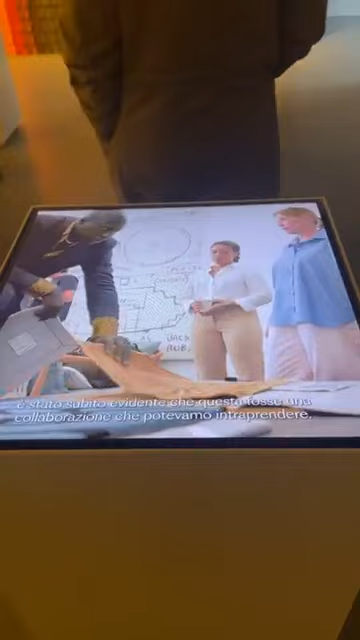 è stato subito evidente che questa fosse una
collaborazione che potevamo intraprendere.